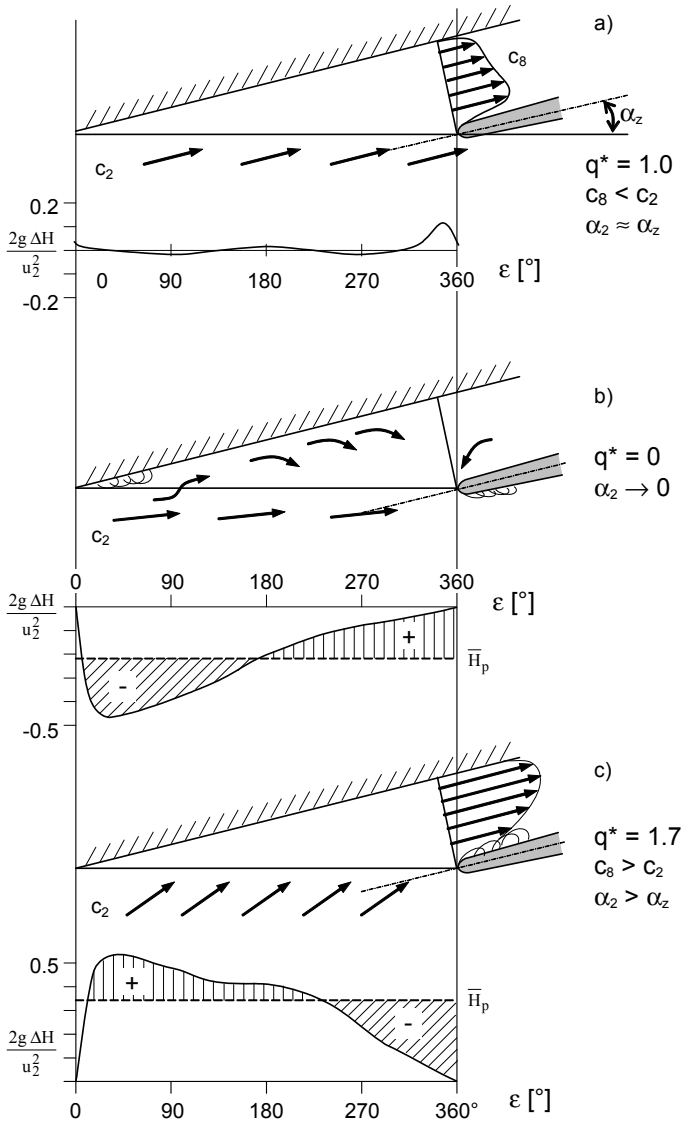 a)
c₈
αz
c₂
q* = 1.0
c₈ < c₂
α₂ ≈ αz
0.2
2g ΔH
u₂²
-0.2
0 90 180 270 360 ε [°]
b)
q* = 0
α₂ → 0
c₂
0 90 180 270 360 ε [°]
2g ΔH
u₂²
+
-
H̅p
-0.5
c)
q* = 1.7
c₈ > c₂
α₂ > αz
c₂
0.5
+
-
H̅p
2g ΔH
u₂²
0 90 180 270 360° ε [°]